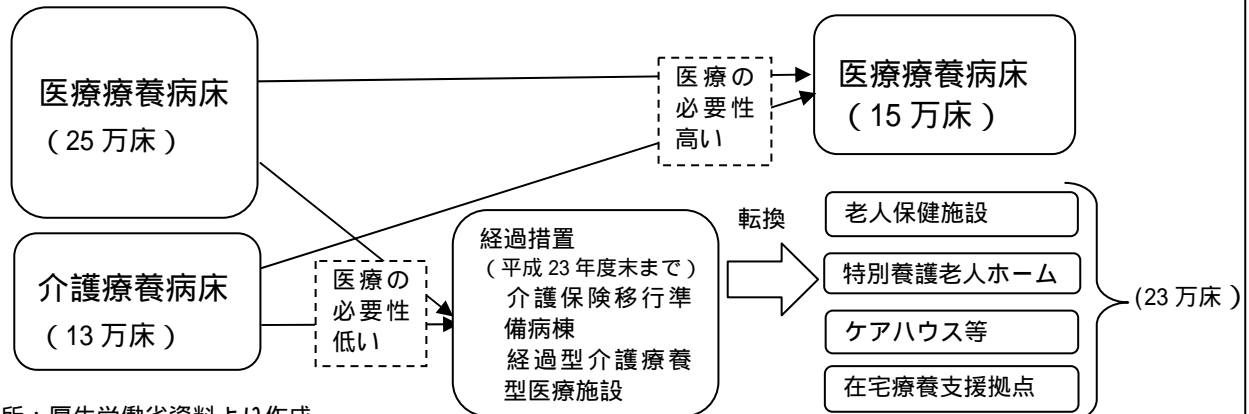 医療療養病床
（25 万床）
医療の
必要性
高い
医療療養病床
（15 万床）
介護療養病床
（13 万床）
医療の
必要性
低い
経過措置
（平成 23 年度末まで）
介護保険移行準
備病棟
経過型介護療養
型医療施設
転換
老人保健施設
特別養護老人ホーム
ケアハウス等
在宅療養支援拠点
(23 万床）
所：厚生労働省資料より作成